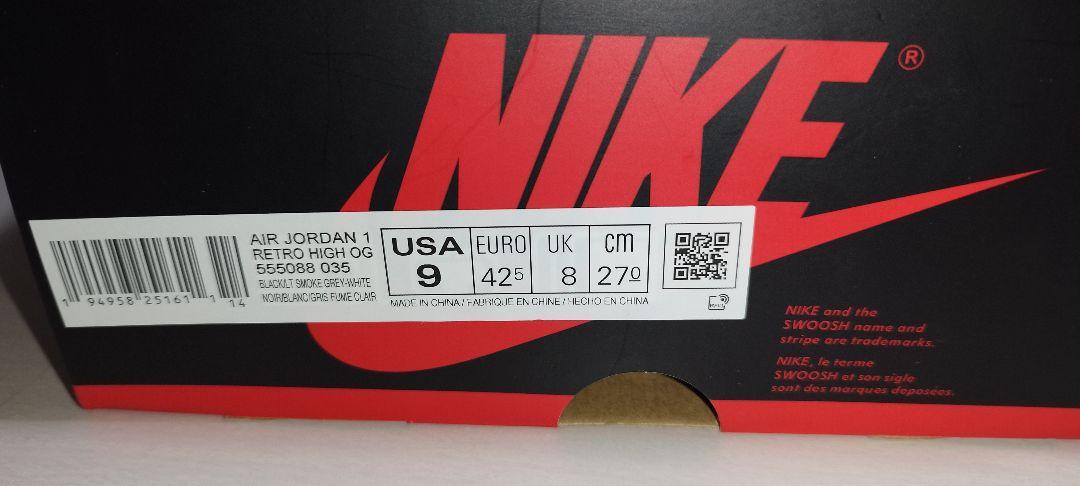 NIKE®
AIR JORDAN 1
RETRO HIGH OG
555088 035
BLACK/LT SMOKE GREY-WHITE
NOIR/BLANC/GRIS FUME CLAIR
1 94958 25161 1 14
USA EURO UK cm
9 42 5 8 27 0
MADE IN CHINA / FABRIQUE EN CHINE / HECHO EN CHINA
NIKE and the
SWOOSH name and
stripe are trademarks.
NIKE, le terme
SWOOSH et son sigle
sont des marques déposées.